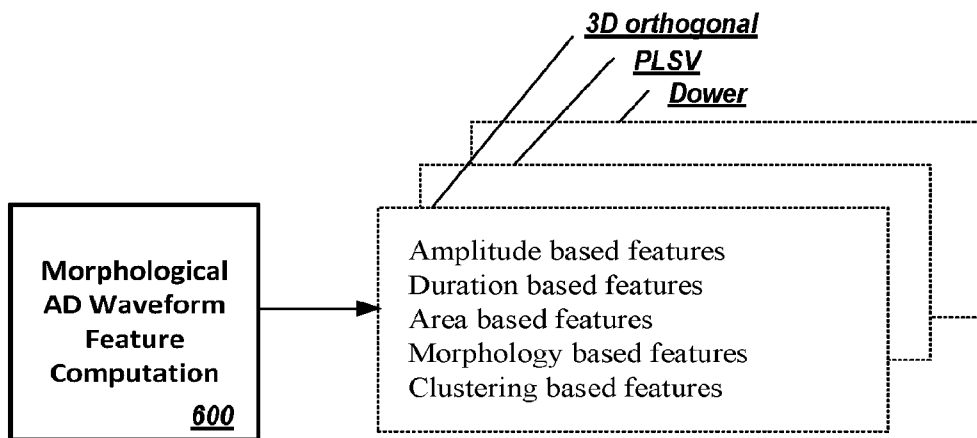 3D orthogonal
PLSV
Dower
Morphological
AD Waveform
Feature
Computation
600
Amplitude based features
Duration based features
Area based features
Morphology based features
Clustering based features